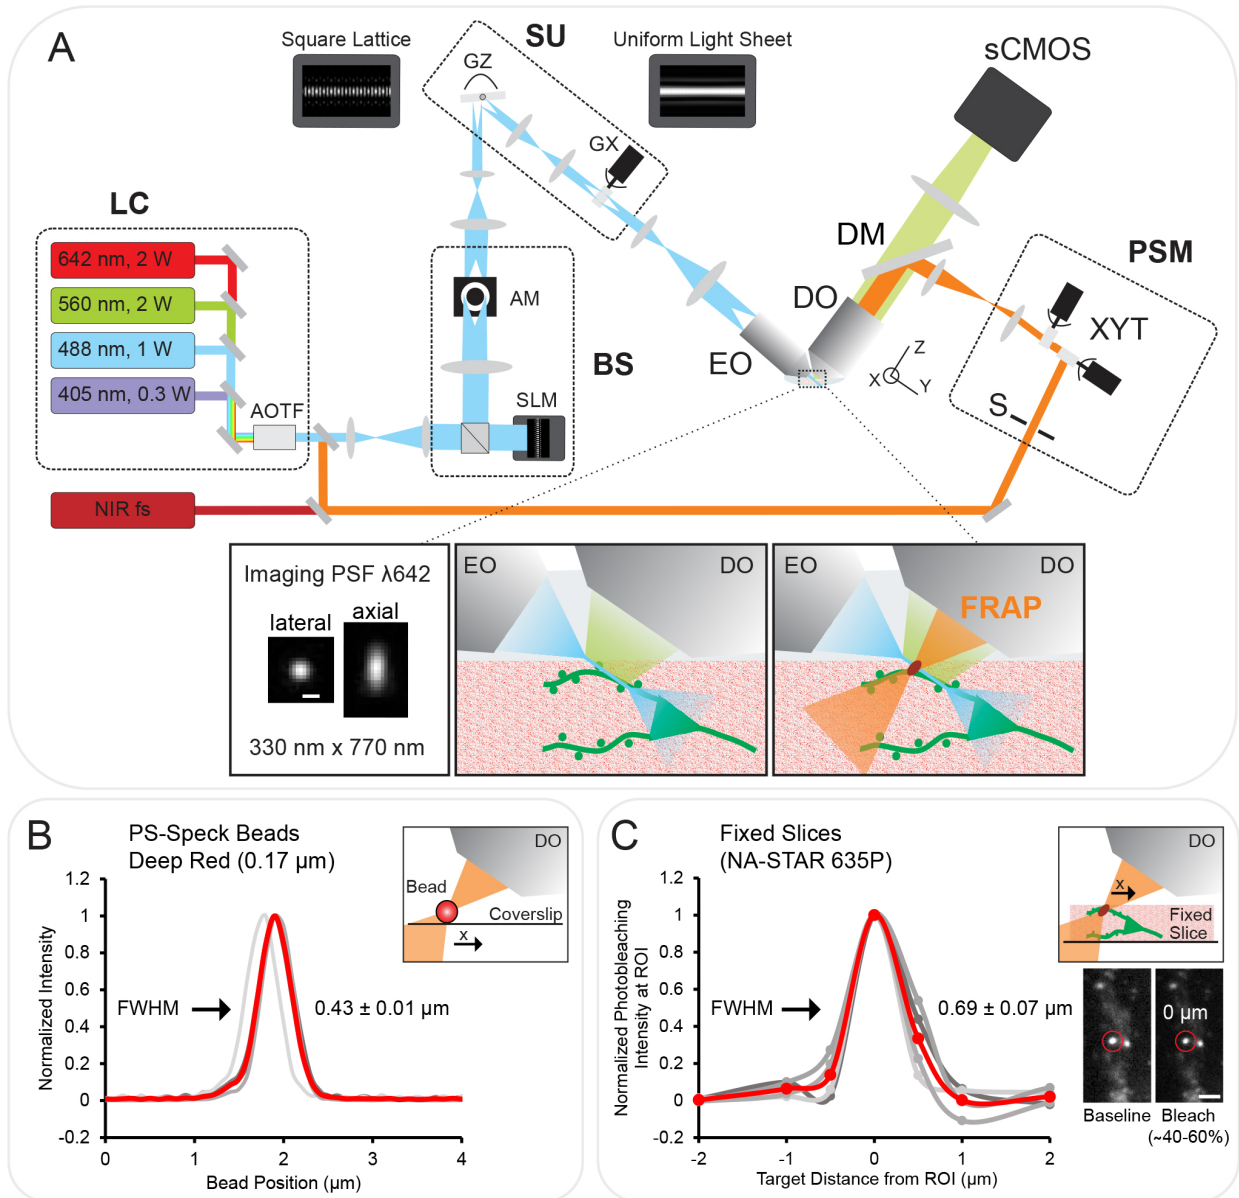 A
Square Lattice
SU
GZ
Uniform Light Sheet
sCMOS
GX
LC
642 nm, 2 W
560 nm, 2 W
488 nm, 1 W
405 nm, 0.3 W
AOTF
AM
BS
SLM
EO
DO
DM
PSM
XYT
Z
X
Y
S
NIR fs
Imaging PSF λ642
lateral
axial
330 nm x 770 nm
EO
DO
EO
DO
FRAP
B
PS-Speck Beads
Deep Red (0.17 µm)
DO
Bead
Coverslip
x
Normalized Intensity
1.2
1
0.8
0.6
0.4
0.2
0
-0.2
FWHM
0.43 ± 0.01 µm
0
1
2
3
4
Bead Position (µm)
C
Fixed Slices
(NA-STAR 635P)
DO
x
Fixed
Slice
Normalized Photobleaching
Intensity at ROI
1.2
1
0.8
0.6
0.4
0.2
0
-0.2
FWHM
0.69 ± 0.07 µm
-2
-1
0
1
2
Target Distance from ROI (µm)
0 µm
Baseline
Bleach
(~40-60%)